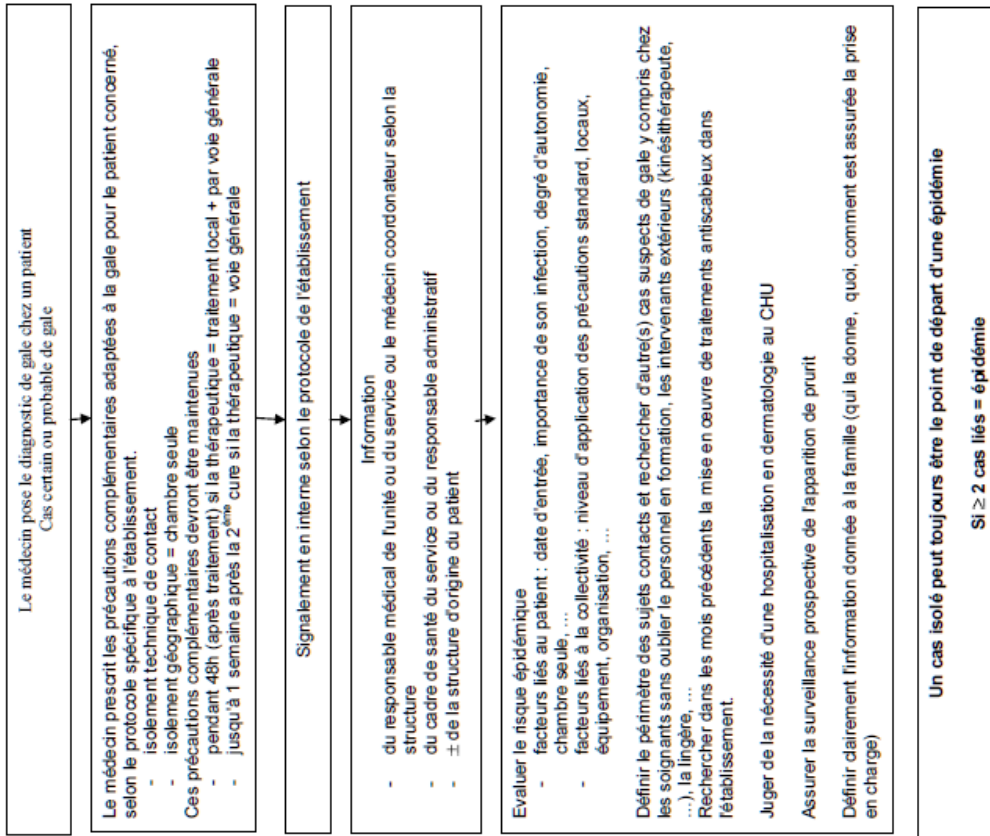 Le médecin pose le diagnostic de gale chez un patient
Cas certain ou probable de gale
Le médecin prescrit les précautions complémentaires adaptées à la gale pour le patient concerné,
selon le protocole spécifique à l'établissement.
- isolement technique de contact
- isolement géographique = chambre seule
Ces précautions complémentaires devront être maintenues
- pendant 48h (après traitement) si la thérapeutique = traitement local + par voie générale
- jusqu'à 1 semaine après la 2ème cure si la thérapeutique = voie générale
Signalement en interne selon le protocole de l'établissement
Information
- du responsable médical de l'unité ou du service ou le médecin coordonateur selon la
structure
- du cadre de santé du service ou du responsable administratif
- ± de la structure d'origine du patient
Evaluer le risque épidémique
- facteurs liés au patient : date d'entrée, importance de son infection, degré d'autonomie,
chambre seule, …
- facteurs liés à la collectivité : niveau d'application des précautions standard, locaux,
équipement, organisation, …
Définir le périmètre des sujets contacts et rechercher d'autre(s) cas suspects de gale y compris chez
les soignants sans oublier le personnel en formation, les intervenants extérieurs (kinésithérapeute,
…), la lingère, …
Rechercher dans les mois précédents la mise en œuvre de traitements antiscabieux dans
l'établissement.
Juger de la nécessité d'une hospitalisation en dermatologie au CHU
Assurer la surveillance prospective de l'apparition de prurit
Définir clairement l'information donnée à la famille (qui la donne, quoi, comment est assurée la prise
en charge)
Un cas isolé peut toujours être le point de départ d'une épidémie
Si ≥ 2 cas liés = épidémie